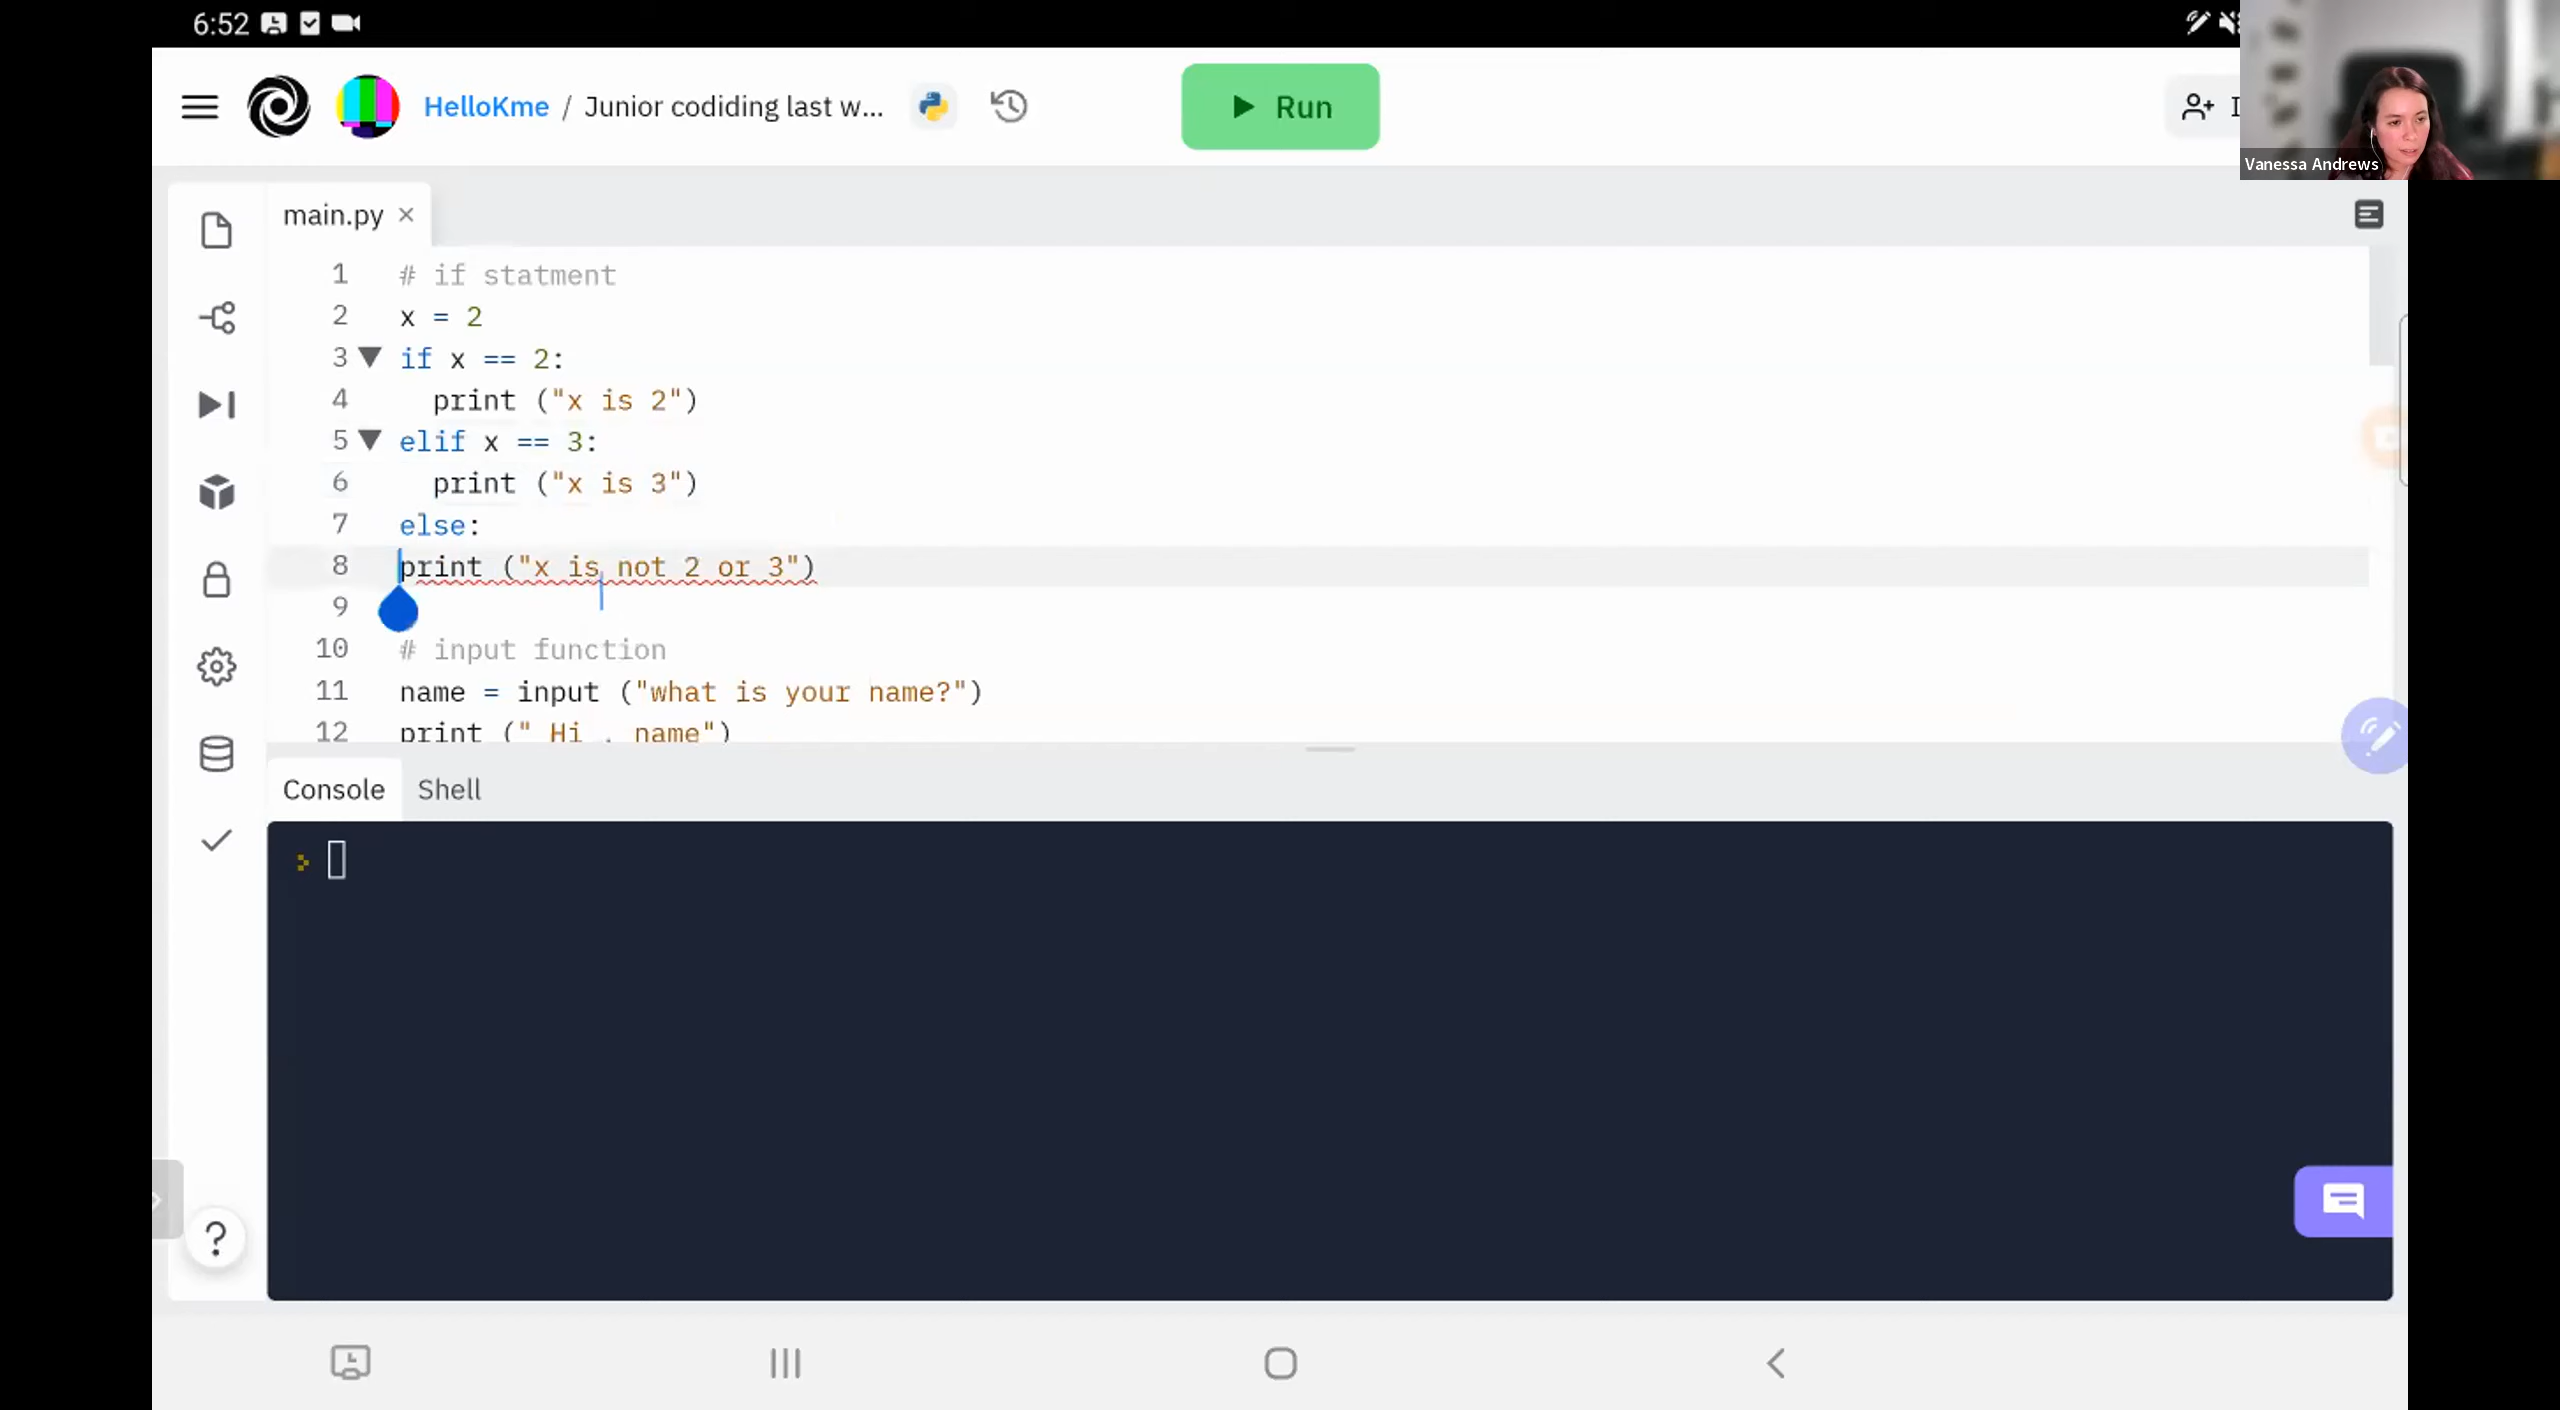 6:52
HelloKme / Junior codiding last w...
Run
Vanessa Andrews
main.py
1 # if statment
2 x = 2
3 if x == 2:
4 print ("x is 2")
5 elif x == 3:
6 print ("x is 3")
7 else:
8 print ("x is not 2 or 3")
9
10 # input function
11 name = input ("what is your name?")
12 print (" Hi , name")
Console Shell
?